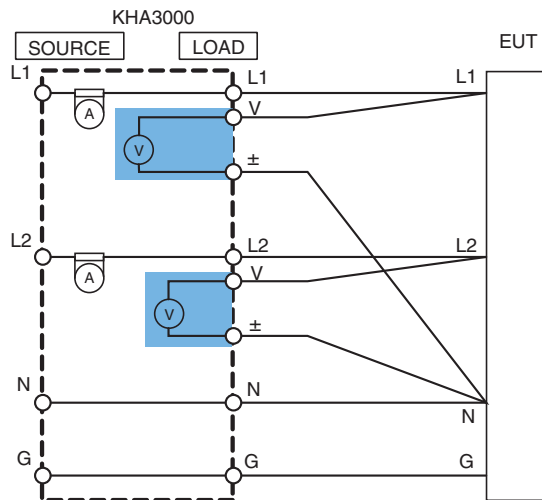 KHA3000
SOURCE LOAD EUT
L1 L1 L1
A V
V
±
L2 L2 L2
A V
V
±
N N N
G G G